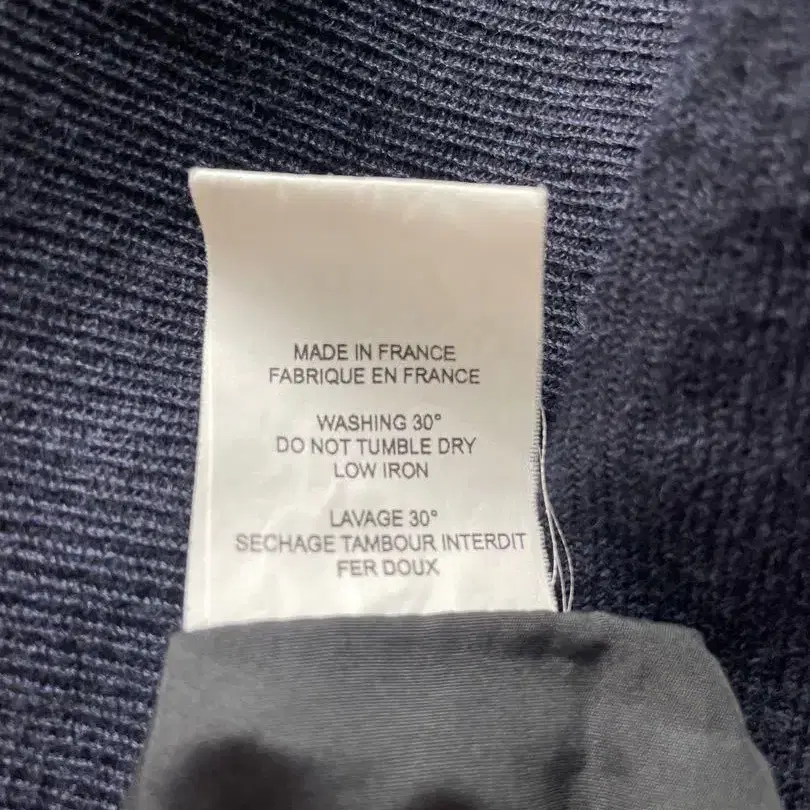 MADE IN FRANCE
FABRIQUE EN FRANCE
WASHING 30°
DO NOT TUMBLE DRY
LOW IRON
LAVAGE 30°
SECHAGE TAMBOUR INTERDIT
FER DOUX